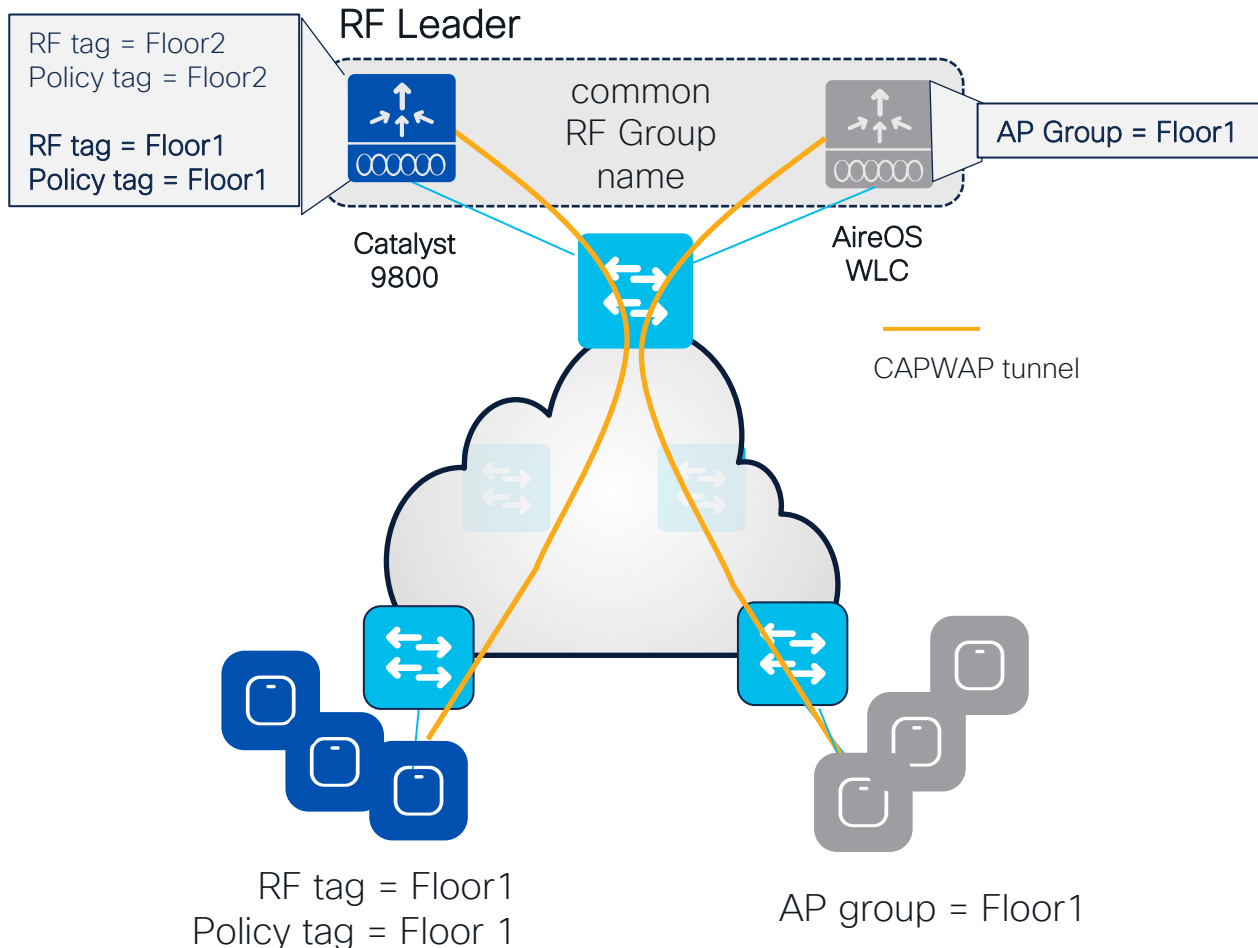 RF Leader
RF tag = Floor2
Policy tag = Floor2
RF tag = Floor1
Policy tag = Floor1
common
RF Group
name
AP Group = Floor1
Catalyst
9800
AireOS
WLC
CAPWAP tunnel
RF tag = Floor1
Policy tag = Floor 1
AP group = Floor1